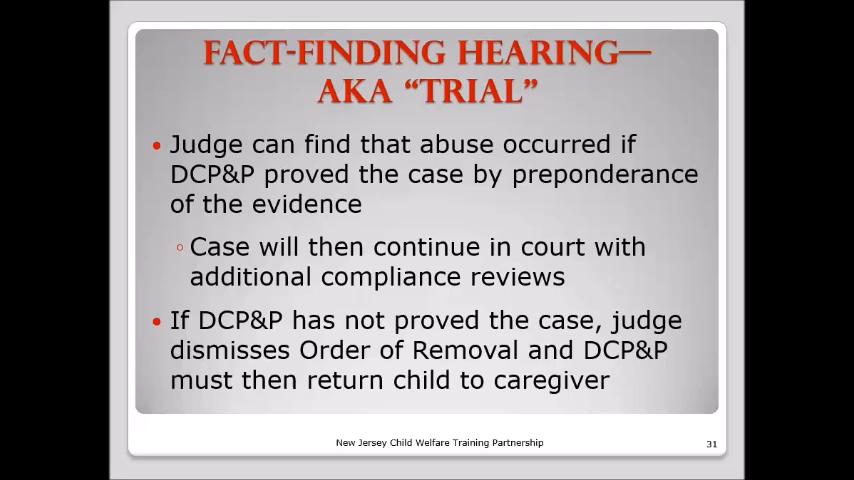 FACT-FINDING HEARING—
AKA “TRIAL”
• Judge can find that abuse occurred if
DCP&P proved the case by preponderance
of the evidence
◦ Case will then continue in court with
additional compliance reviews
• If DCP&P has not proved the case, judge
dismisses Order of Removal and DCP&P
must then return child to caregiver
New Jersey Child Welfare Training Partnership
31